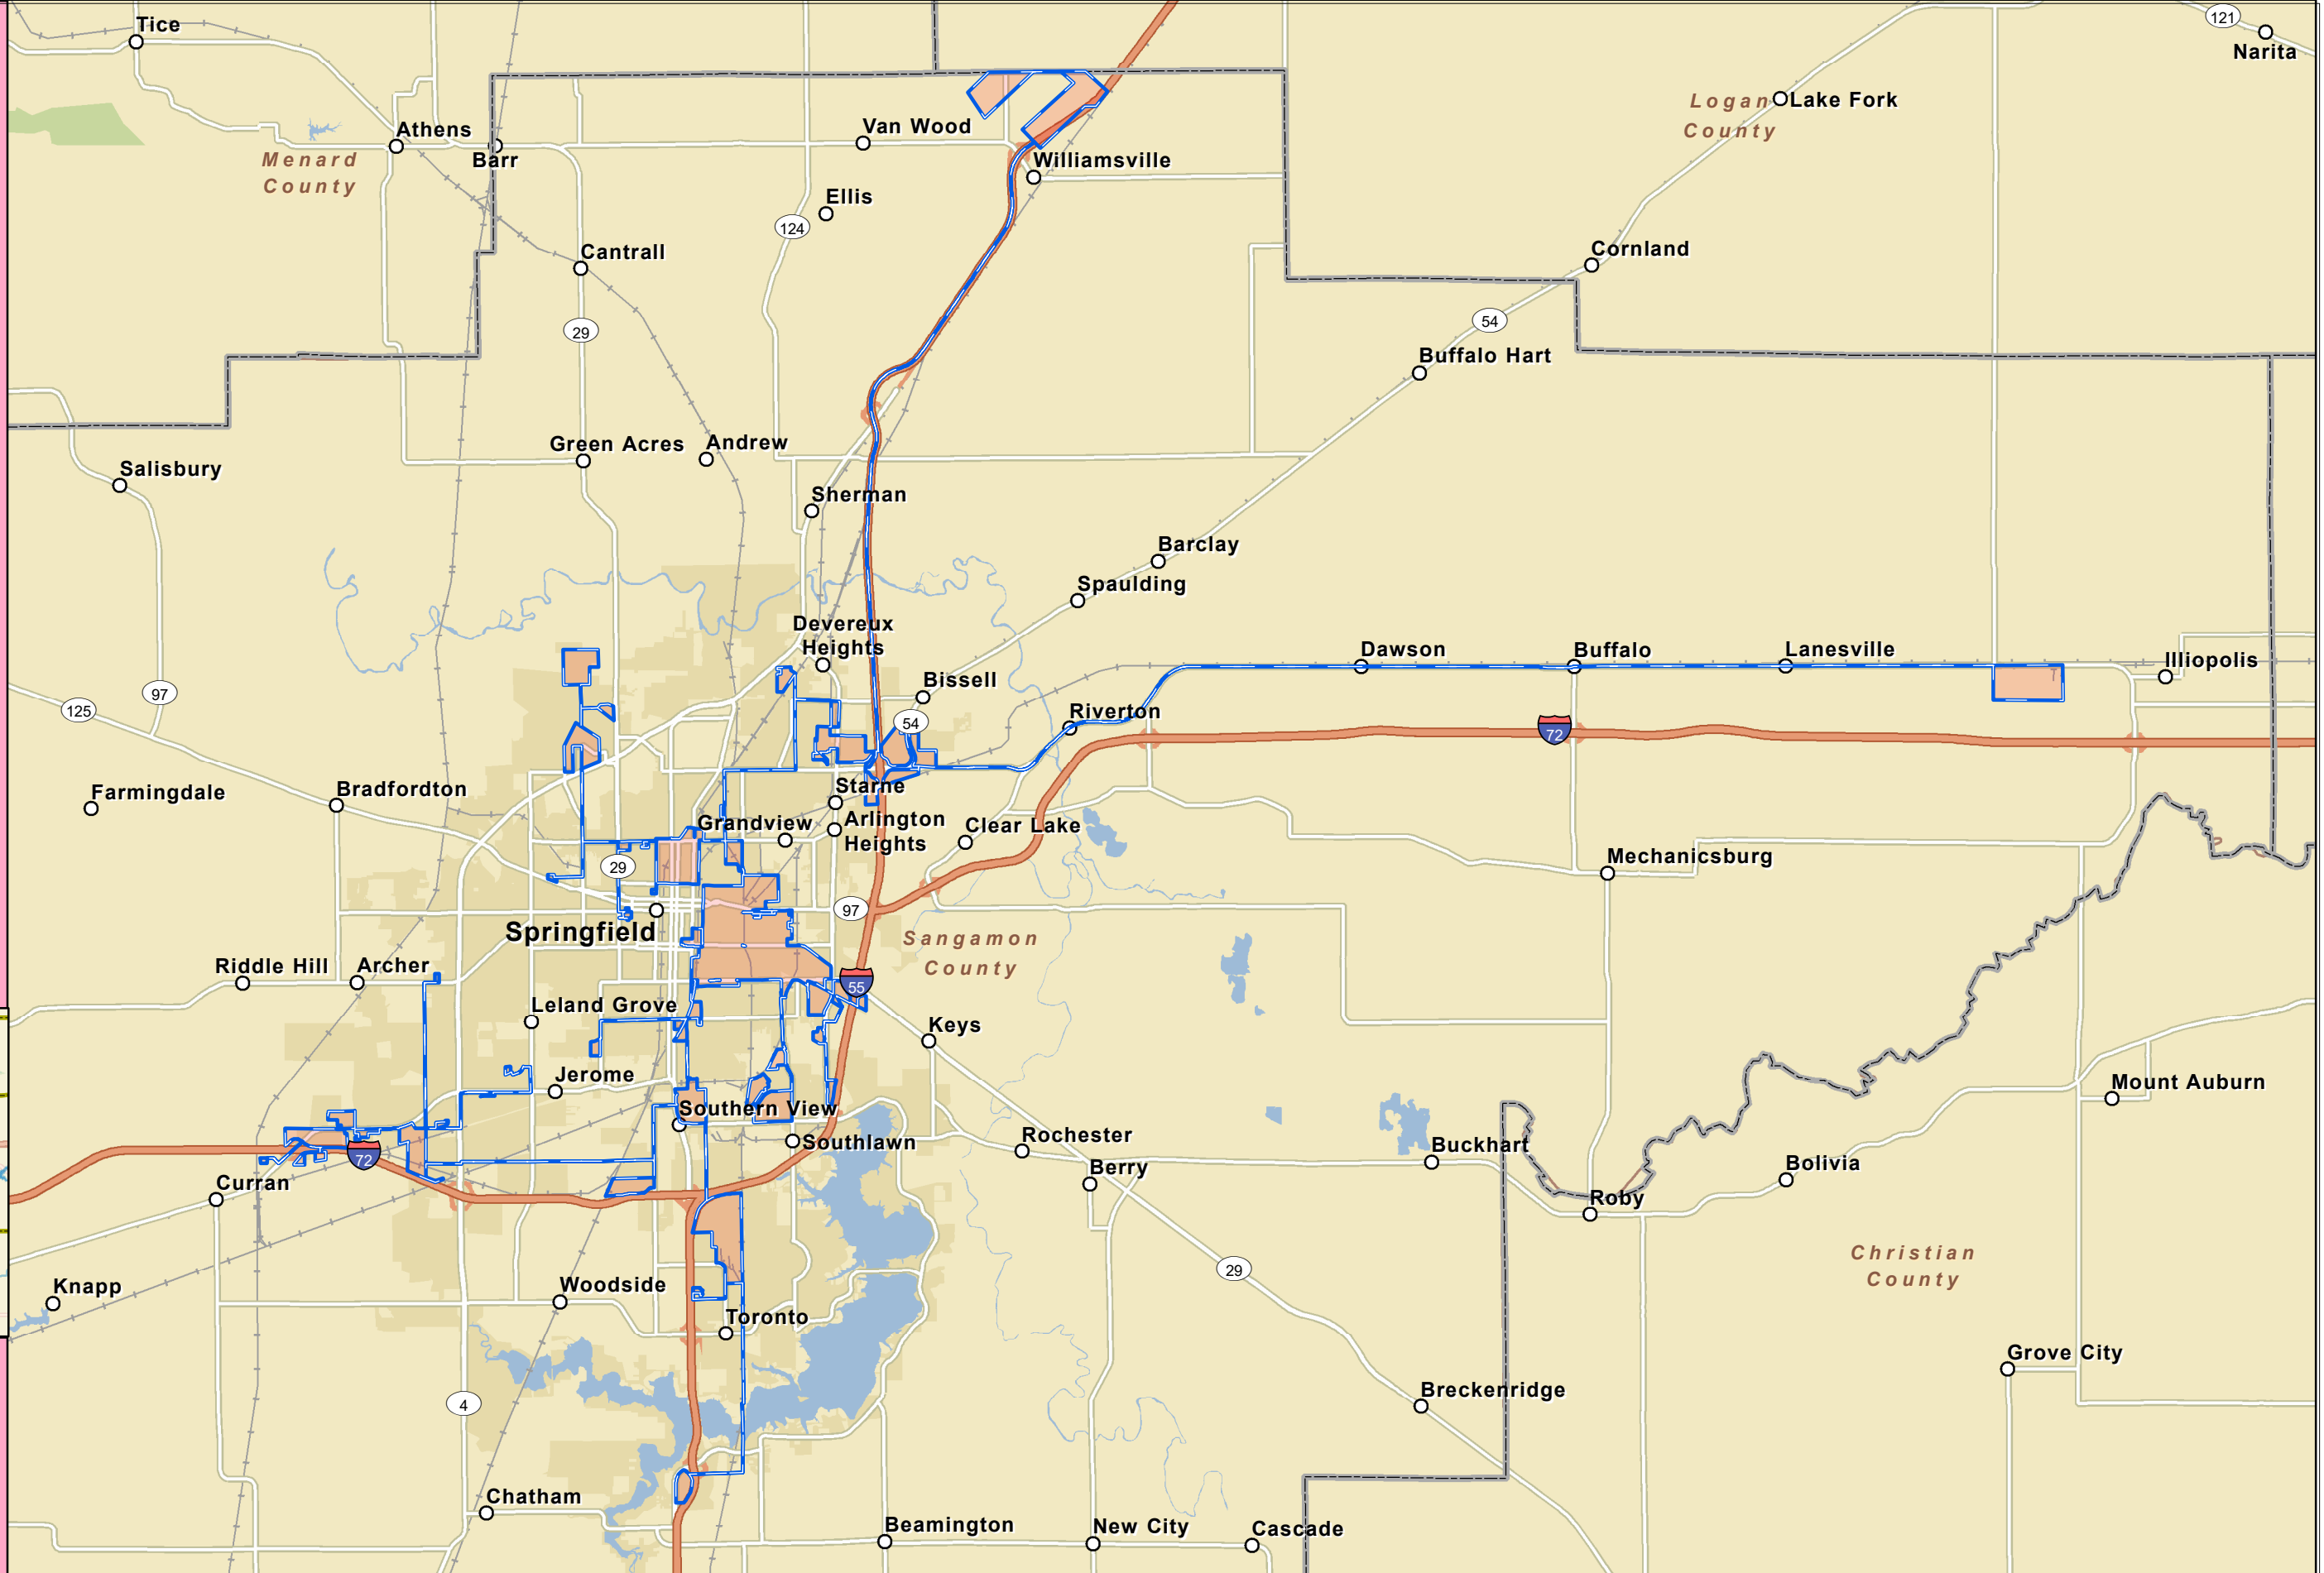 Tice
121
Narita
Logan
County
Lake Fork
Athens
Barr
Van Wood
Menard
County
Williamsville
Ellis
124
Cantrall
Cornland
29
54
Buffalo Hart
Green Acres
Andrew
Salisbury
Sherman
Barclay
Spaulding
Devereux
Heights
Dawson
Buffalo
Lanesville
Illiopolis
Bissell
97
125
54
Riverton
72
Farmingdale
Bradfordton
Starne
Grandview
Arlington
Heights
Clear Lake
29
Mechanicsburg
97
Springfield
Sangamon
County
Riddle Hill
Archer
55
Leland Grove
Keys
Jerome
Mount Auburn
Southern View
Southlawn
Rochester
Buckhart
72
Berry
Bolivia
Curran
Roby
Christian
County
29
Knapp
Woodside
Toronto
Grove City
4
Breckenridge
Chatham
Beamington
New City
Cascade